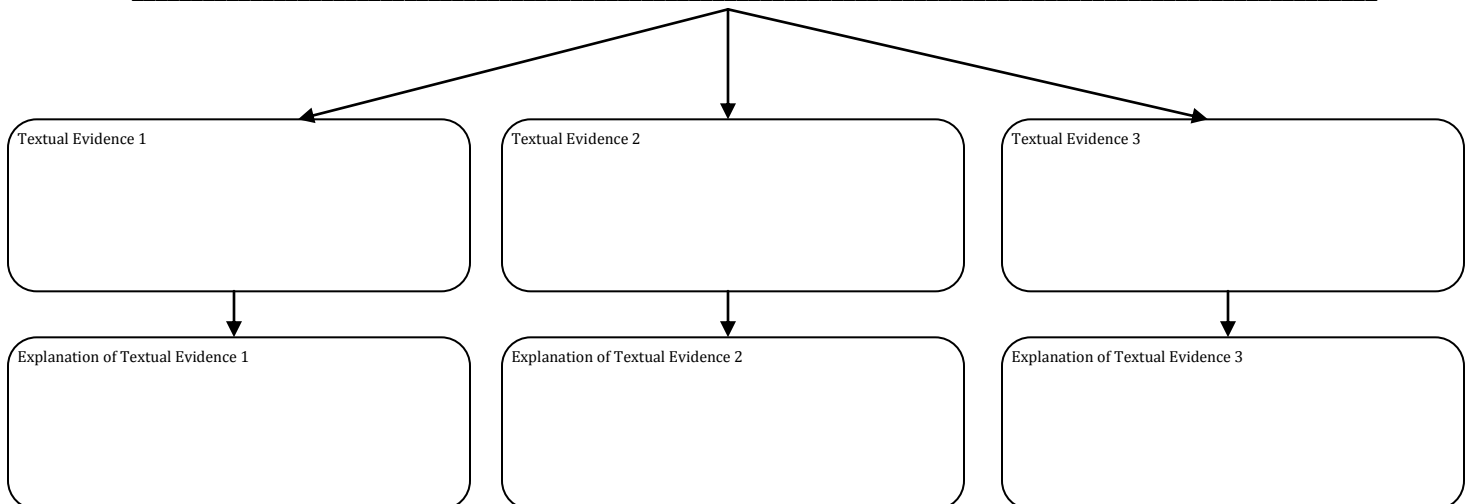 Textual Evidence 1
Textual Evidence 2
Textual Evidence 3
Explanation of Textual Evidence 1
Explanation of Textual Evidence 2
Explanation of Textual Evidence 3